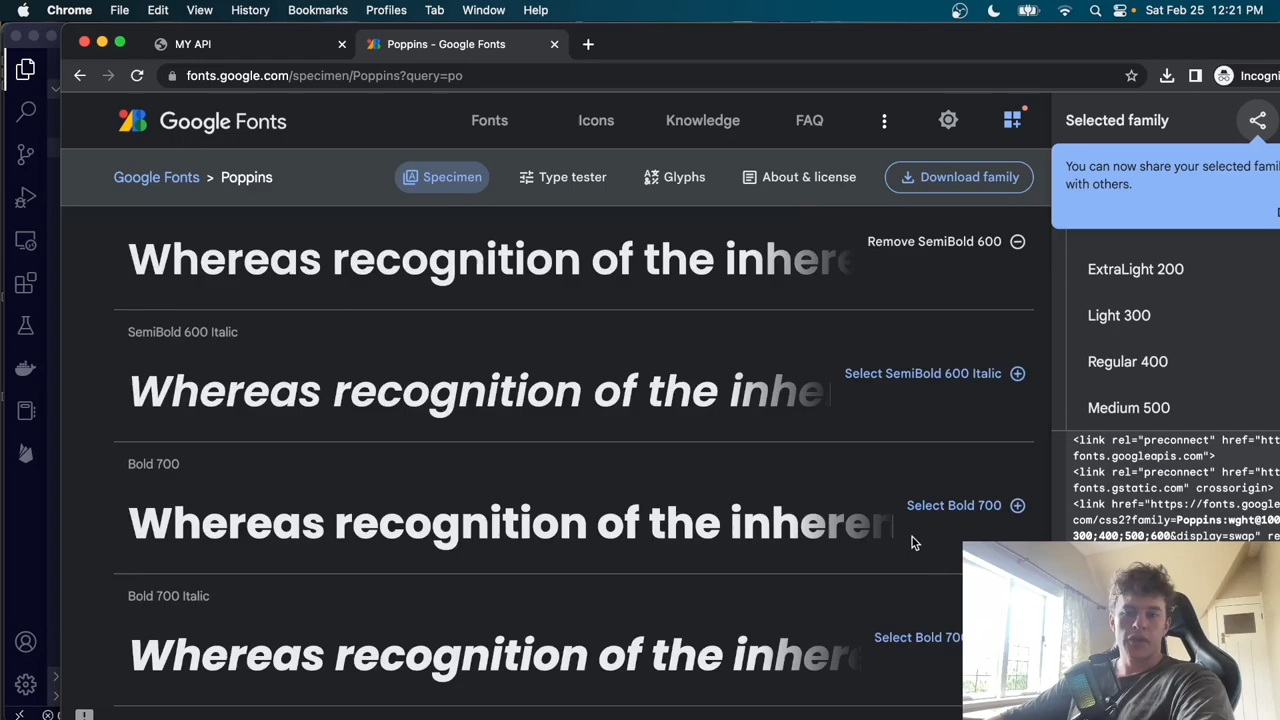 Chrome File Edit View History Bookmarks Profiles Tab Window Help Sat Feb 25 12:21 PM
MY API
Poppins - Google Fonts
fonts.google.com/specimen/Poppins?query=po
Google Fonts
Fonts
Icons
Knowledge
FAQ
Selected family
Google Fonts > Poppins
Specimen
Type tester
Glyphs
About & license
Download family
You can now share your selected
with others.
Whereas recognition of the inhere
Remove SemiBold 600
SemiBold 600 Italic
Whereas recognition of the inhe
Select SemiBold 600 Italic
Bold 700
Whereas recognition of the inheren
Select Bold 700
Bold 700 Italic
Whereas recognition of the inhere
Select Bold 70
ExtraLight 200
Light 300
Regular 400
Medium 500
<link rel="preconnect" href="ht
fonts.googleapis.com">
<link rel="preconnect" href="ht
fonts.gstatic.com" crossorigin>
<link href="https://fonts.google
com/css2?family=Poppins:wght@100
300;400;500;600&display=swap" re